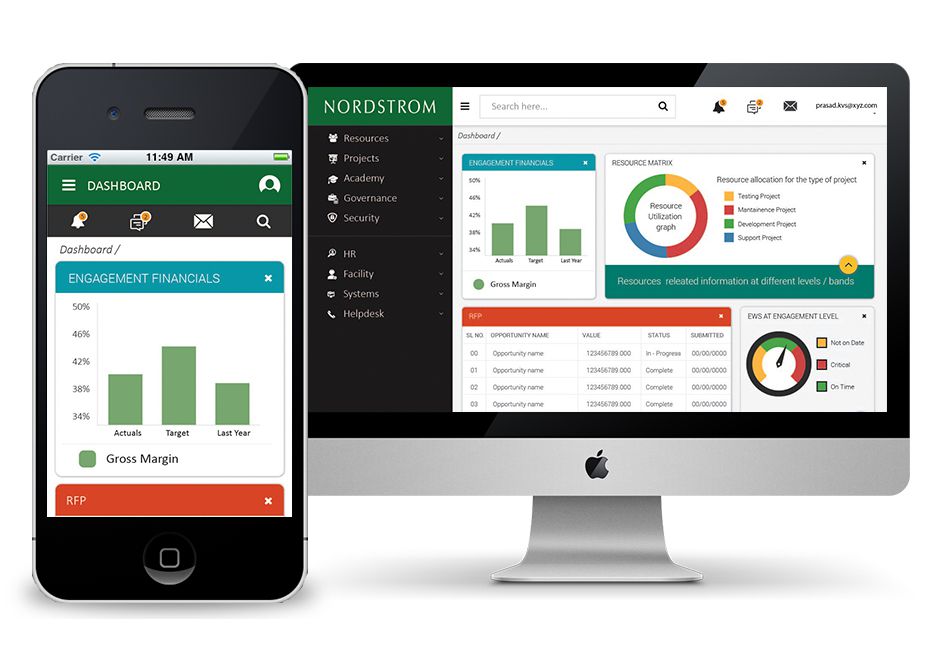 Carrier
11:49 AM
DASHBOARD
5
2
Dashboard /
ENGAGEMENT FINANCIALS
50%
46%
42%
38%
34%
Actuals Target Last Year
Gross Margin
RFP
NORDSTROM
Search here...
5
2
prasad.kvs@xyz.com
Resources
Projects
Academy
Governance
Security
HR
Facility
Systems
Helpdesk
Dashboard /
ENGAGEMENT FINANCIALS
50%
46%
42%
38%
34%
Actuals Target Last Year
Gross Margin
RESOURCE MATRIX
Resource
Utilization
graph
Resource allocation for the type of project
Testing Project
Mantainence Project
Development Project
Support Project
Resources releated information at different levels / bands
RFP
SL NO. OPPORTUNITY NAME VALUE STATUS SUBMITTED
00 Opportunity name 123456789.000 In - Progress 00/00/0000
01 Opportunity name 123456789.000 Complete 00/00/0000
02 Opportunity name 123456789.000 Complete 00/00/0000
03 Opportunity name 123456789.000 Complete 00/00/0000
EWS AT ENGAGEMENT LEVEL
Not on Date
Critical
On Time